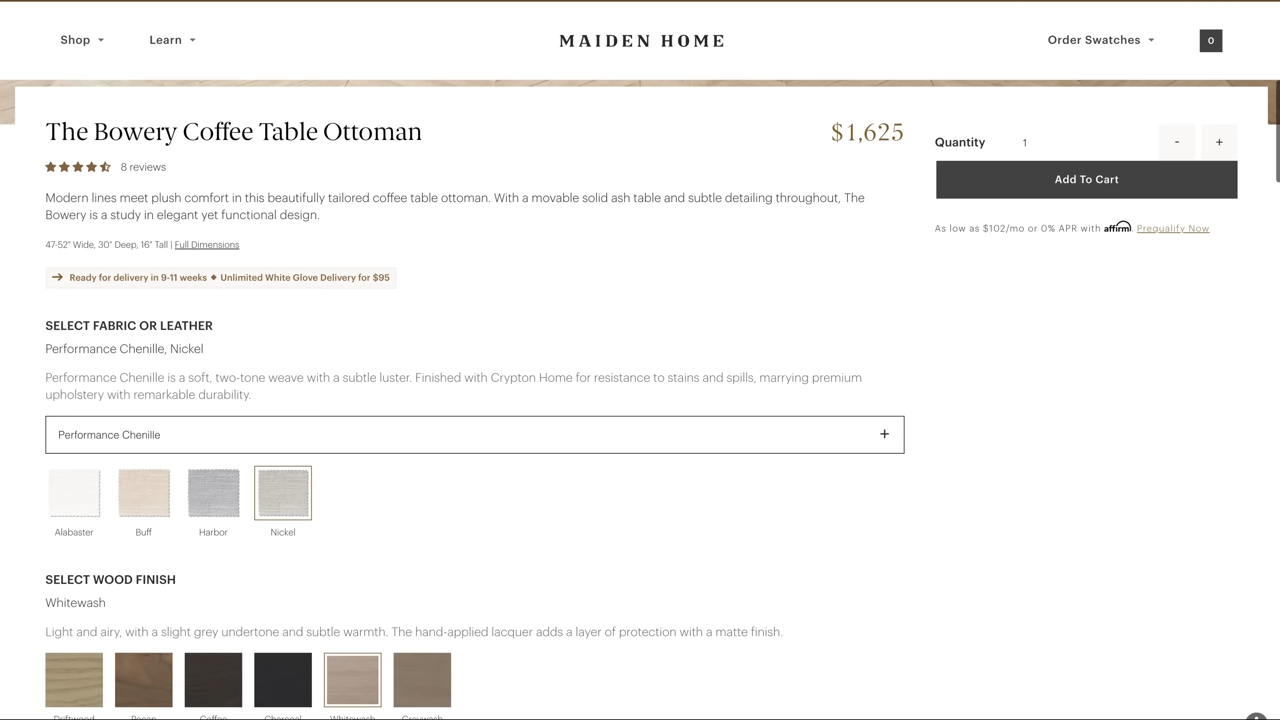 Shop
Learn
MAIDEN HOME
Order Swatches
0
The Bowery Coffee Table Ottoman
$1,625
8 reviews
Modern lines meet plush comfort in this beautifully tailored coffee table ottoman. With a movable solid ash table and subtle detailing throughout, The
Bowery is a study in elegant yet functional design.
47-52" Wide, 30" Deep, 16" Tall | Full Dimensions
Ready for delivery in 9-11 weeks ◆ Unlimited White Glove Delivery for $95
Quantity 1 - +
Add To Cart
As low as $102/mo or 0% APR with affirm. Prequalify Now
SELECT FABRIC OR LEATHER
Performance Chenille, Nickel
Performance Chenille is a soft, two-tone weave with a subtle luster. Finished with Crypton Home for resistance to stains and spills, marrying premium
upholstery with remarkable durability.
Performance Chenille +
Alabaster Buff Harbor Nickel
SELECT WOOD FINISH
Whitewash
Light and airy, with a slight grey undertone and subtle warmth. The hand-applied lacquer adds a layer of protection with a matte finish.
Driftwood Pecan Coffee Charcoal Whitewash Greywash